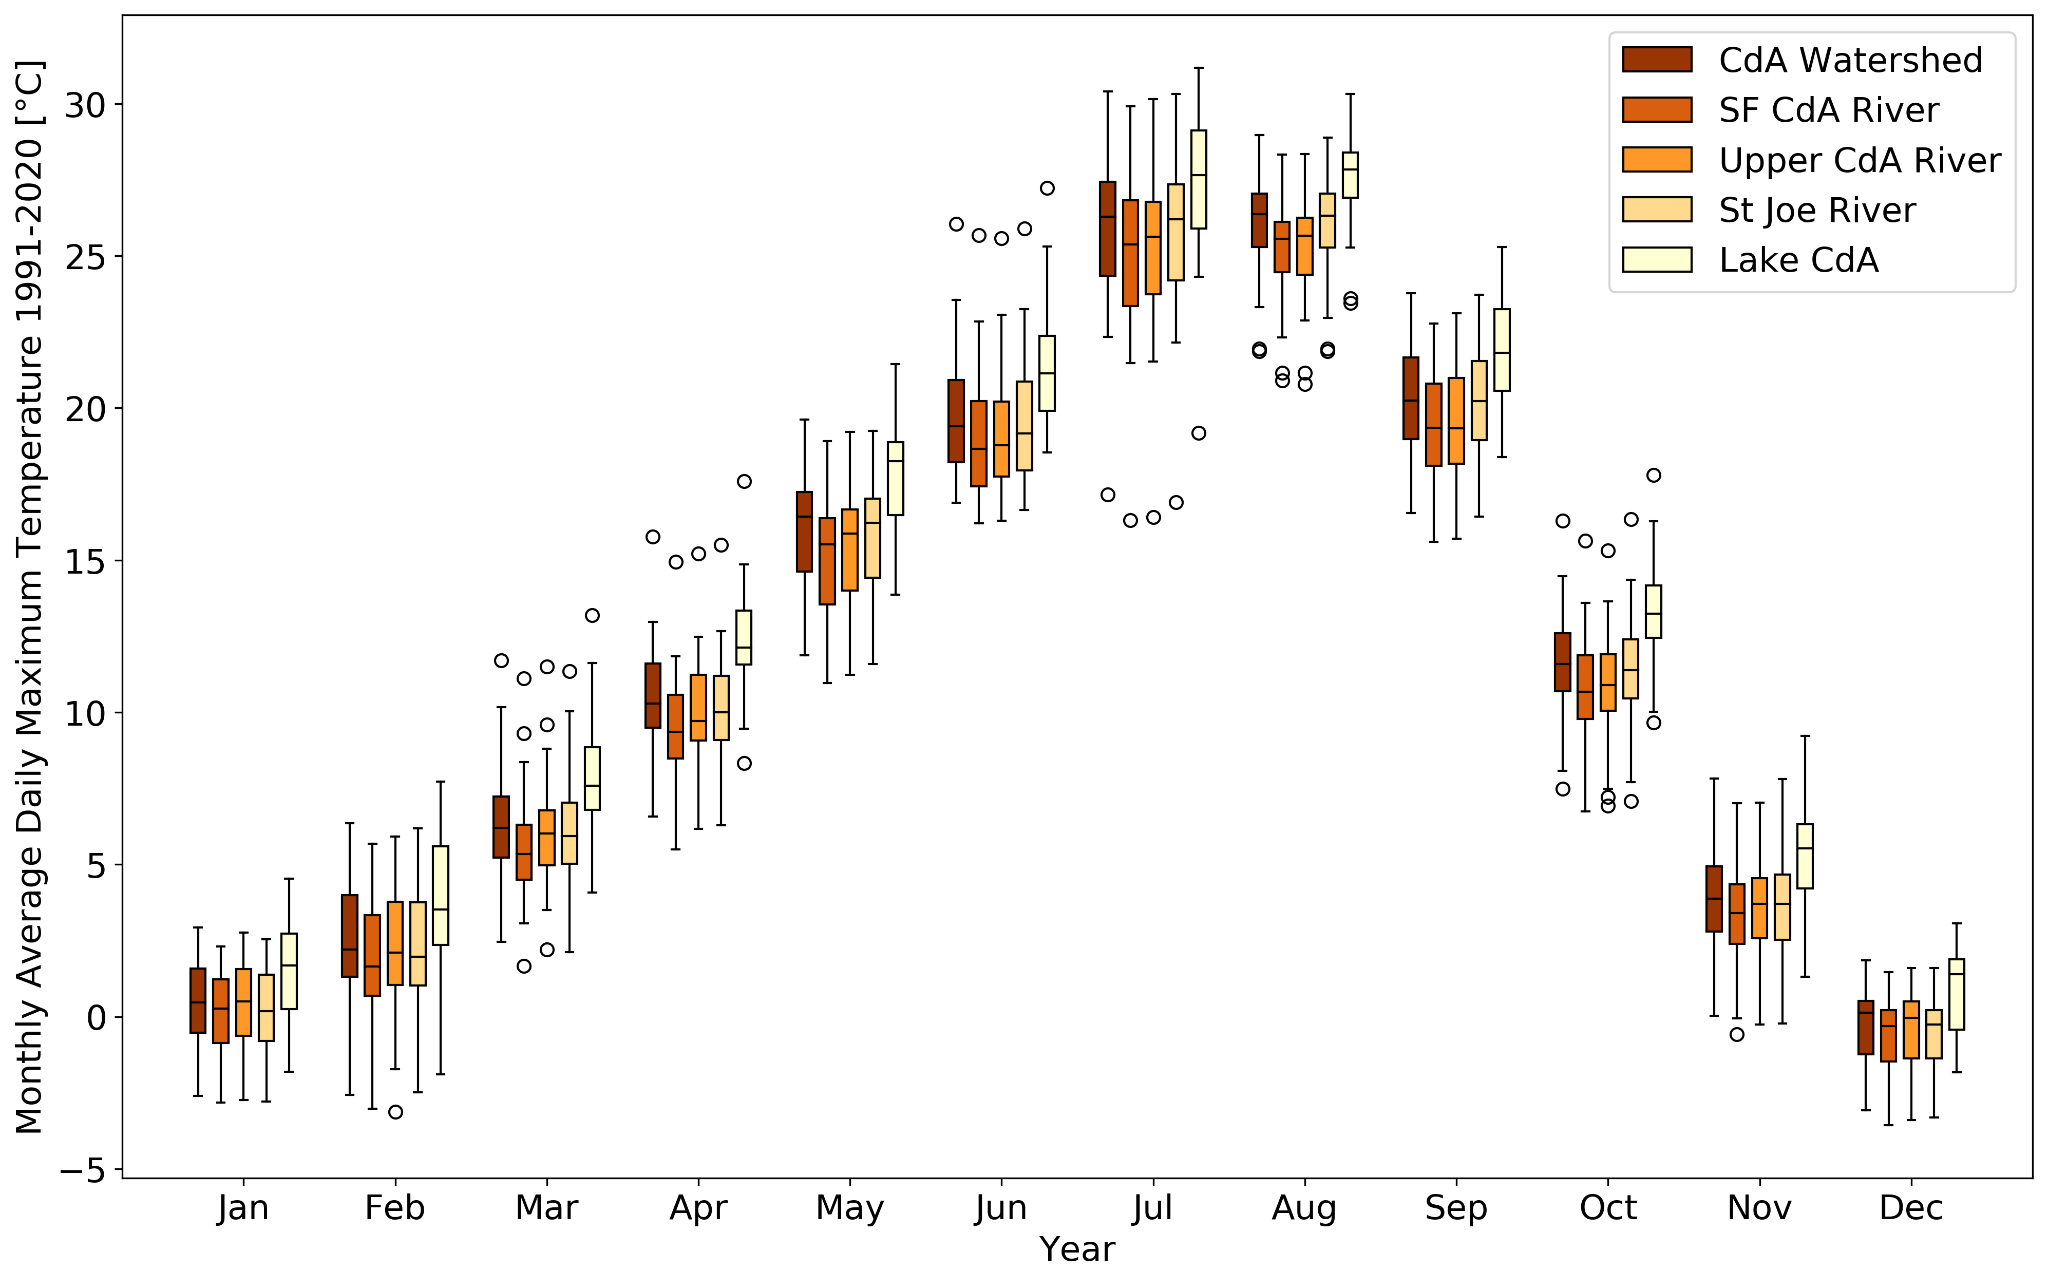 Monthly Average Daily Maximum Temperature 1991-2020 [°C]
30
25
20
15
10
5
0
−5
CdA Watershed
SF CdA River
Upper CdA River
St Joe River
Lake CdA
Jan Feb Mar Apr May Jun Jul Aug Sep Oct Nov Dec
Year